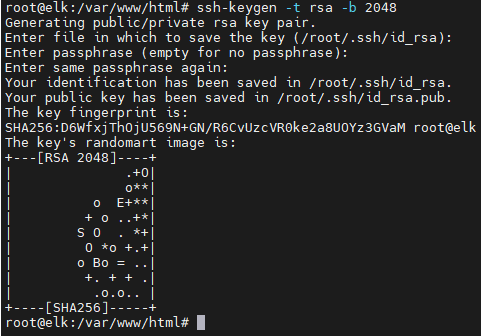 root@elk:/var/www/html# ssh-keygen -t rsa -b 2048
Generating public/private rsa key pair.
Enter file in which to save the key (/root/.ssh/id_rsa):
Enter passphrase (empty for no passphrase):
Enter same passphrase again:
Your identification has been saved in /root/.ssh/id_rsa.
Your public key has been saved in /root/.ssh/id_rsa.pub.
The key fingerprint is:
SHA256:D6WfxjThOjU569N+GN/R6CvUzcVR0ke2a8UOYz3GVaM root@elk
The key's randomart image is:
+---[RSA 2048]----+
|              .+O|
|              o**|
|          o  E+**|
|         + o ..+*|
|        S O  . *+|
|         O *o +.+|
|        o Bo = ..|
|         +. + + .|
|          .o.o.. |
+----[SHA256]-----+
root@elk:/var/www/html#